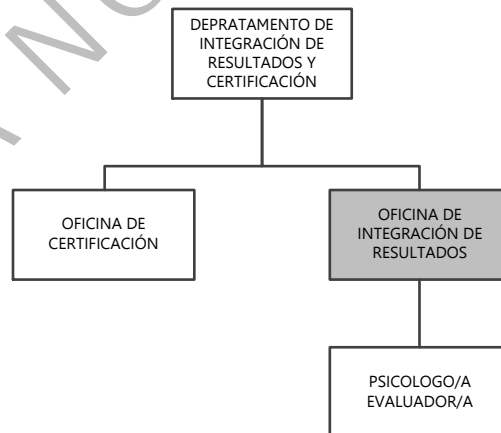 DEPRATAMENTO DE
INTEGRACIÓN DE
RESULTADOS Y
CERTIFICACIÓN
OFICINA DE
CERTIFICACIÓN
OFICINA DE
INTEGRACIÓN DE
RESULTADOS
PSICOLOGO/A
EVALUADOR/A